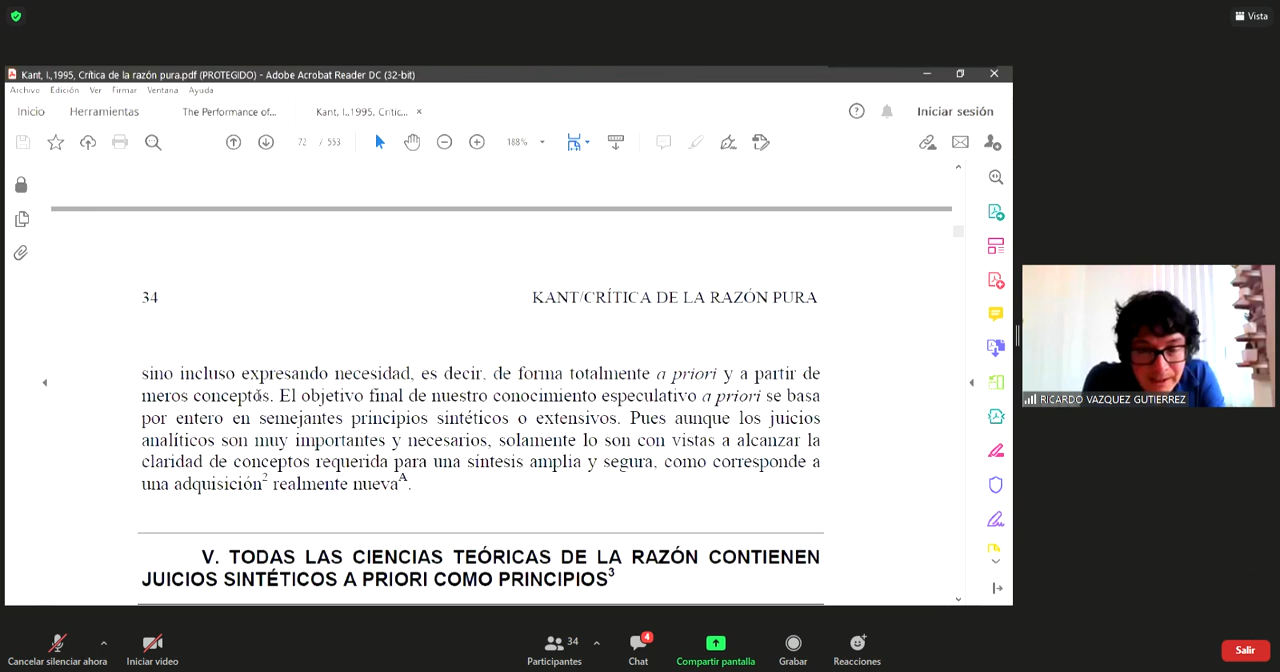 Vista
Kant, I.,1995, Crítica de la razón pura.pdf (PROTEGIDO) - Adobe Acrobat Reader DC (32-bit)
Archivo Edición Ver Firmar Ventana Ayuda
Inicio Herramientas The Performance of... Kant, I.,1995, Crític... × Iniciar sesión
72 / 553 188%
34 KANT/CRÍTICA DE LA RAZÓN PURA
sino incluso expresando necesidad, es decir, de forma totalmente a priori y a partir de
meros conceptos. El objetivo final de nuestro conocimiento especulativo a priori se basa
por entero en semejantes principios sintéticos o extensivos. Pues aunque los juicios
analíticos son muy importantes y necesarios, solamente lo son con vistas a alcanzar la
claridad de conceptos requerida para una síntesis amplia y segura, como corresponde a
una adquisición2 realmente nuevaA.
V. TODAS LAS CIENCIAS TEÓRICAS DE LA RAZÓN CONTIENEN
JUICIOS SINTÉTICOS A PRIORI COMO PRINCIPIOS3
RICARDO VAZQUEZ GUTIERREZ
34 4
Cancelar silenciar ahora Iniciar video Participantes Chat Compartir pantalla Grabar Reacciones Salir